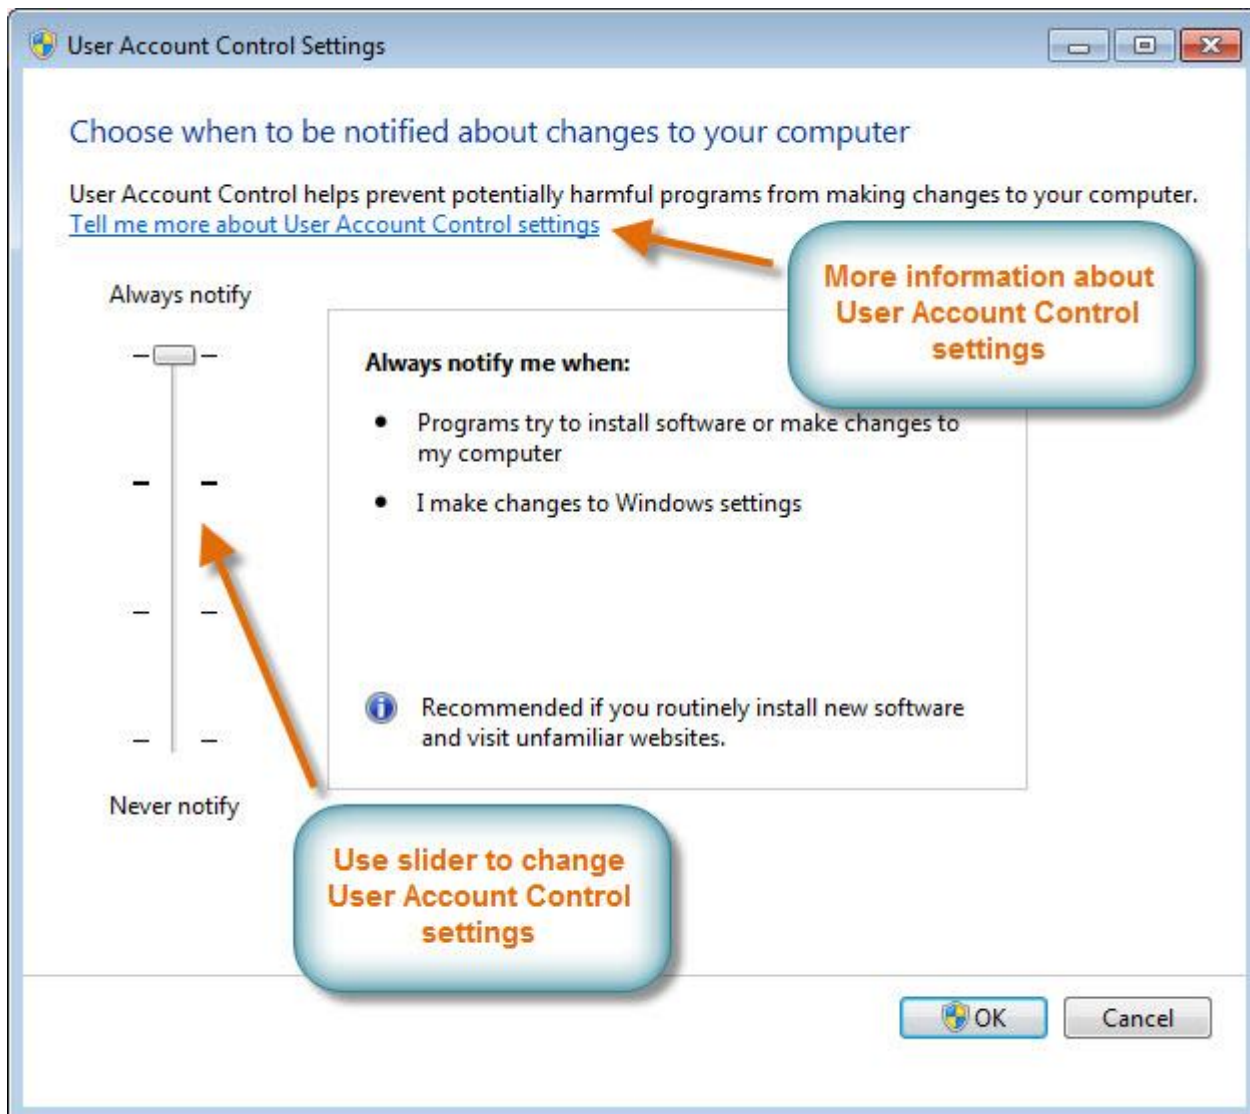 User Account Control Settings
Choose when to be notified about changes to your computer
User Account Control helps prevent potentially harmful programs from making changes to your computer.
Tell me more about User Account Control settings
More information about
User Account Control
settings
Always notify
Always notify me when:
Programs try to install software or make changes to
my computer
I make changes to Windows settings
Recommended if you routinely install new software
and visit unfamiliar websites.
Never notify
Use slider to change
User Account Control
settings
OK
Cancel